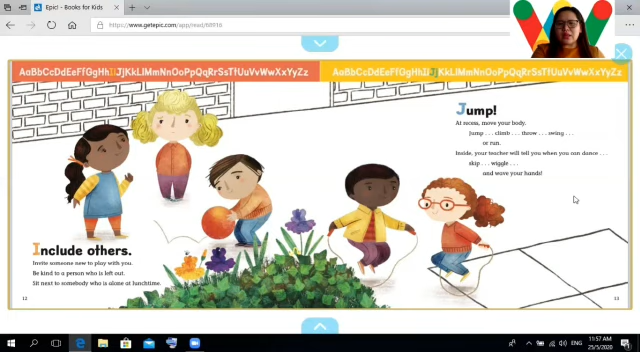 Epic! - Books for Kids
https://www.getepic.com/app/read/
AaBbCcDdEeFfGgHhIiJjKkLlMmNnOoPpQqRrSsTtUuVvWwXxYyZz
AaBbCcDdEeFfGgHhIiJjKkLlMmNnOoPpQqRrSsTtUuVvWwXxYyZz
Include others.
Invite someone new to play with you.
Be kind to a person who is left out.
Sit next to somebody who is alone at lunchtime.
12
Jump!
At recess, move your body.
Jump . . . climb . . . throw . . . swing . . .
or run.
Inside, your teacher will tell you when you can dance . . .
skip . . . wiggle . . .
and wave your hands!
13
ENG
11:57 AM
25/5/2020